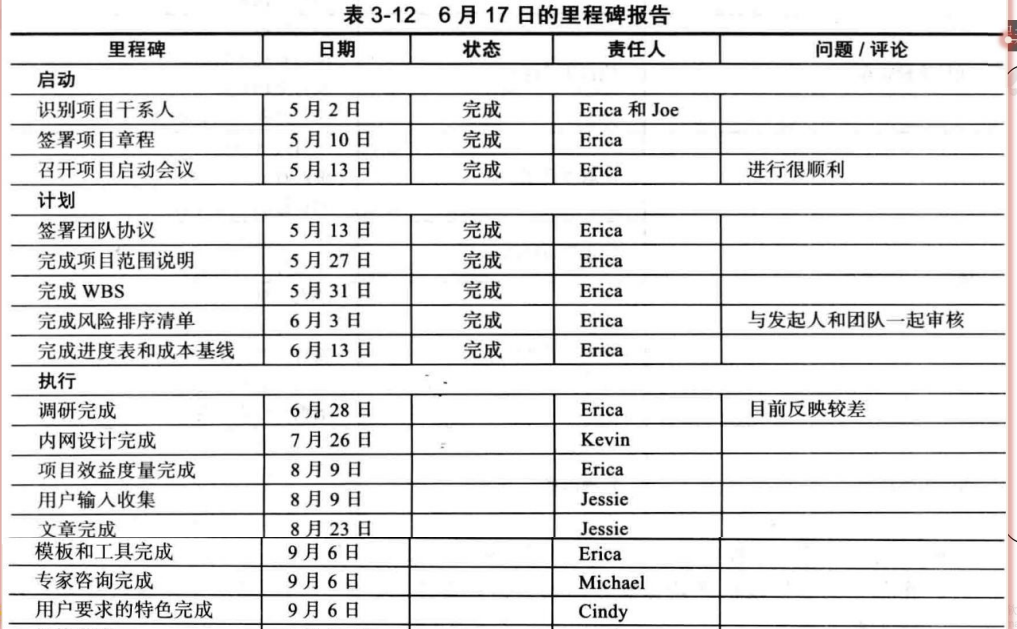 表 3-12 6 月 17 日的里程碑报告
里程碑 日期 状态 责任人 问题 / 评论
启动
识别项目干系人 5 月 2 日 完成 Erica 和 Joe
签署项目章程 5 月 10 日 完成 Erica
召开项目启动会议 5 月 13 日 完成 Erica 进行很顺利
计划
签署团队协议 5 月 13 日 完成 Erica
完成项目范围说明 5 月 27 日 完成 Erica
完成 WBS 5 月 31 日 完成 Erica
完成风险排序清单 6 月 3 日 完成 Erica 与发起人和团队一起审核
完成进度表和成本基线 6 月 13 日 完成 Erica
执行
调研完成 6 月 28 日 Erica 目前反映较差
内网设计完成 7 月 26 日 Kevin
项目效益度量完成 8 月 9 日 Erica
用户输入收集 8 月 9 日 Jessie
文章完成 8 月 23 日 Jessie
模板和工具完成 9 月 6 日 Erica
专家咨询完成 9 月 6 日 Michael
用户要求的特色完成 9 月 6 日 Cindy